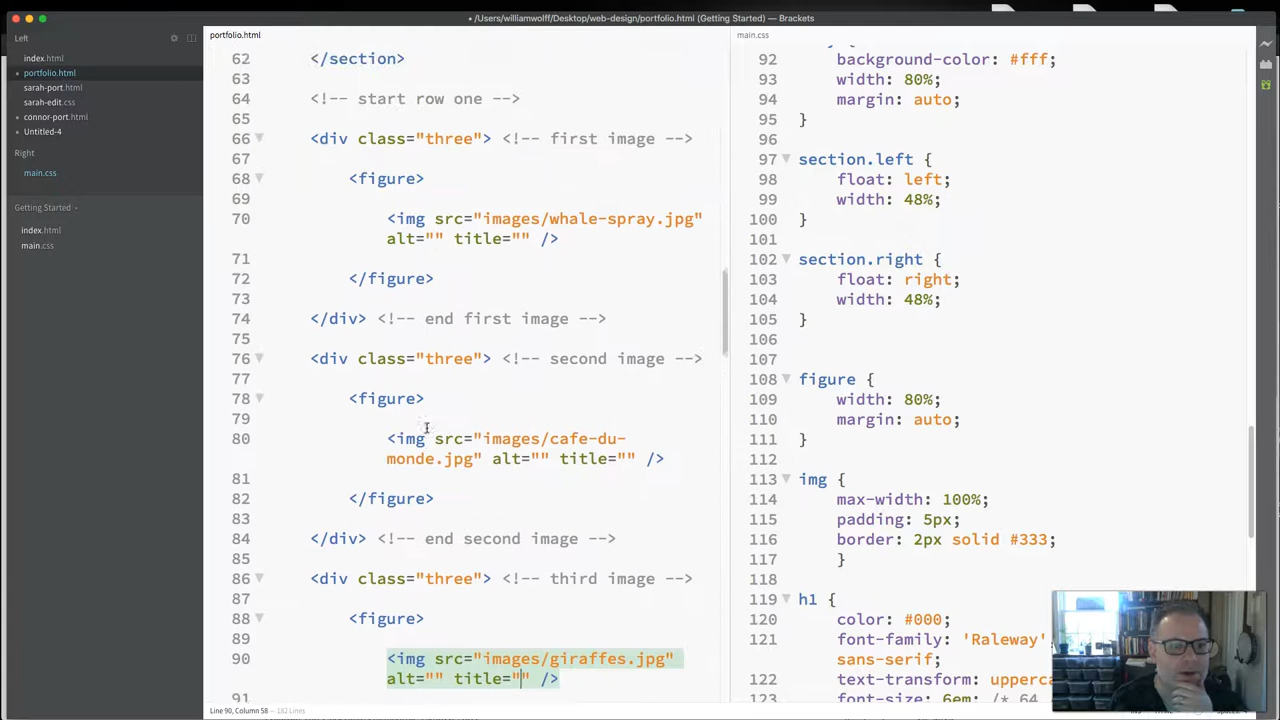 • /Users/williamwolff/Desktop/web-design/portfolio.html (Getting Started) — Brackets
Left
index.html
• portfolio.html
sarah-port.html
• sarah-edit.css
• connor-port.html
• Untitled-4
Right
main.css
Getting Started
index.html
main.css
portfolio.html
62 </section>
63
64 <!-- start row one -->
65
66 <div class="three"> <!-- first image -->
67
68 <figure>
69
70 <img src="images/whale-spray.jpg"
alt="" title="" />
71
72 </figure>
73
74 </div> <!-- end first image -->
75
76 <div class="three"> <!-- second image -->
77
78 <figure>
79
80 <img src="images/cafe-du-
monde.jpg" alt="" title="" />
81
82 </figure>
83
84 </div> <!-- end second image -->
85
86 <div class="three"> <!-- third image -->
87
88 <figure>
89
90 <img src="images/giraffes.jpg"
alt="" title="" />
91
main.css
92 background-color: #fff;
93 width: 80%;
94 margin: auto;
95 }
96
97 section.left {
98 float: left;
99 width: 48%;
100 }
101
102 section.right {
103 float: right;
104 width: 48%;
105 }
106
107
108 figure {
109 width: 80%;
110 margin: auto;
111 }
112
113 img {
114 max-width: 100%;
115 padding: 5px;
116 border: 2px solid #333;
117 }
118
119 h1 {
120 color: #000;
121 font-family: 'Raleway'
sans-serif;
122 text-transform: upperca
123 font-size: 6em; /* 64
Line 90, Column 58 — 182 Lines